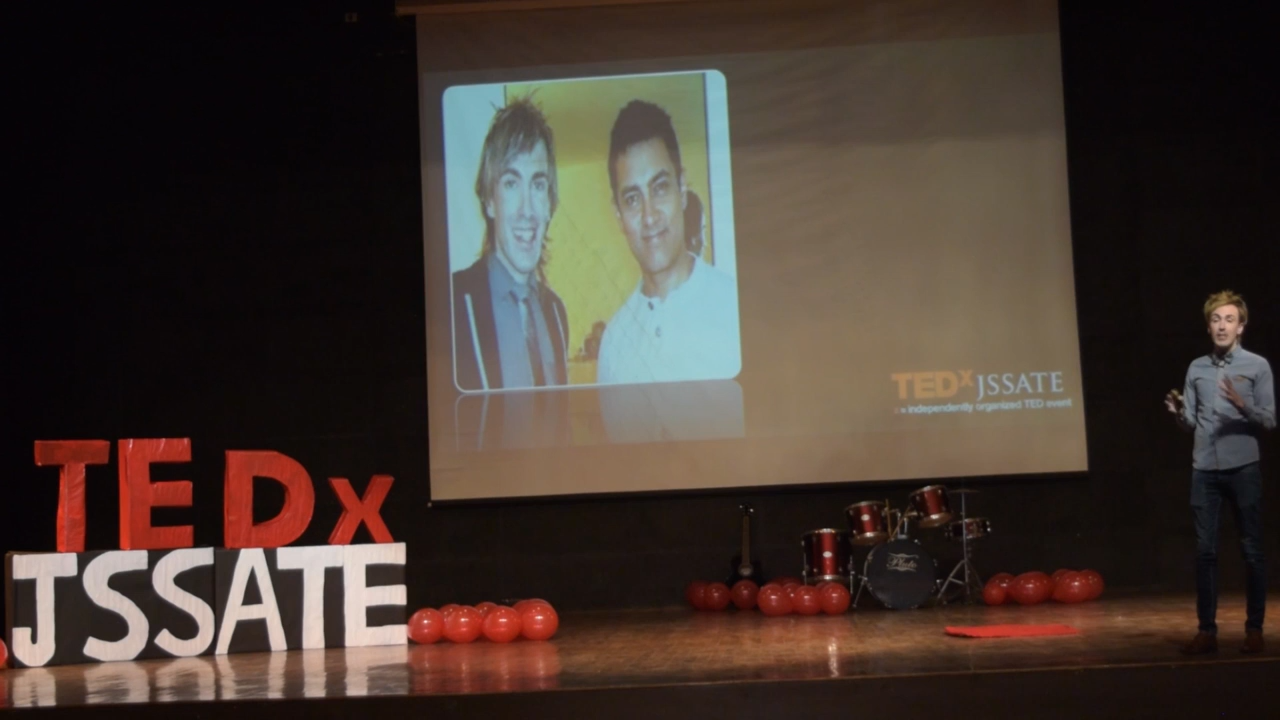 TEDx JSSATE
x = independently organized TED event
TEDx
JSSATE